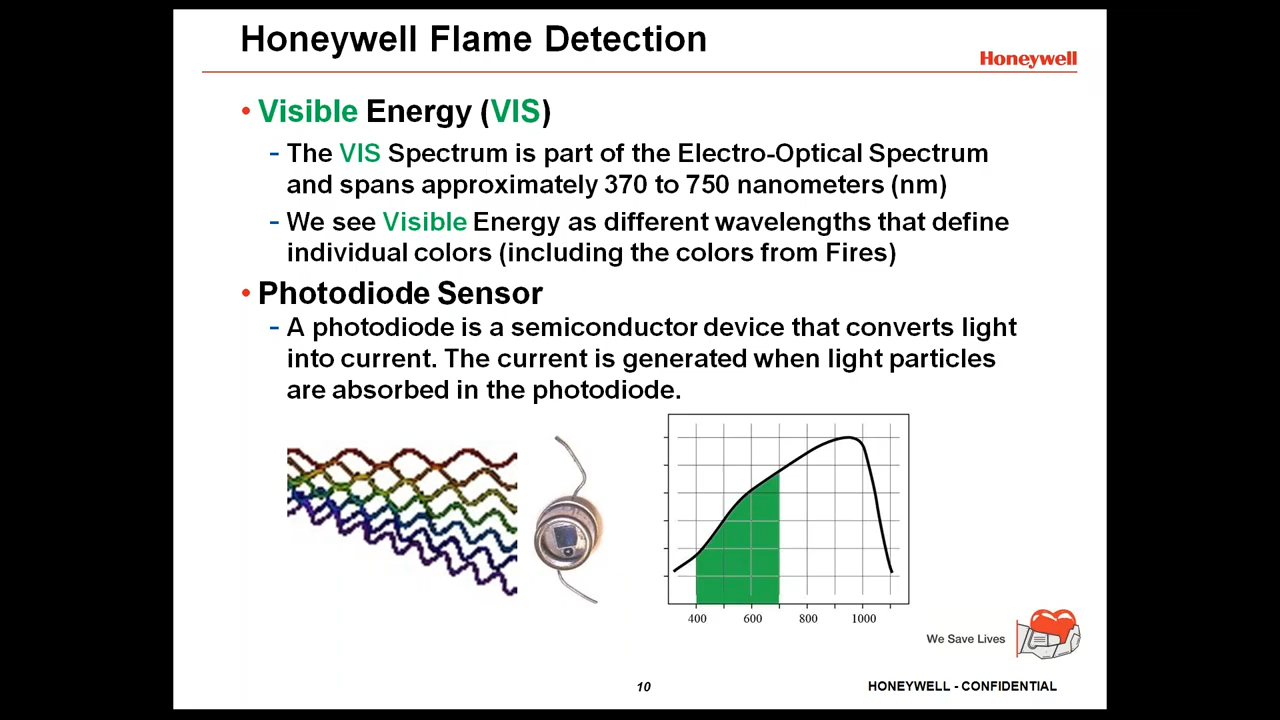 Honeywell Flame Detection
Honeywell
• Visible Energy (VIS)
- The VIS Spectrum is part of the Electro-Optical Spectrum
and spans approximately 370 to 750 nanometers (nm)
- We see Visible Energy as different wavelengths that define
individual colors (including the colors from Fires)
• Photodiode Sensor
- A photodiode is a semiconductor device that converts light
into current. The current is generated when light particles
are absorbed in the photodiode.
400 600 800 1000
We Save Lives
10
HONEYWELL - CONFIDENTIAL